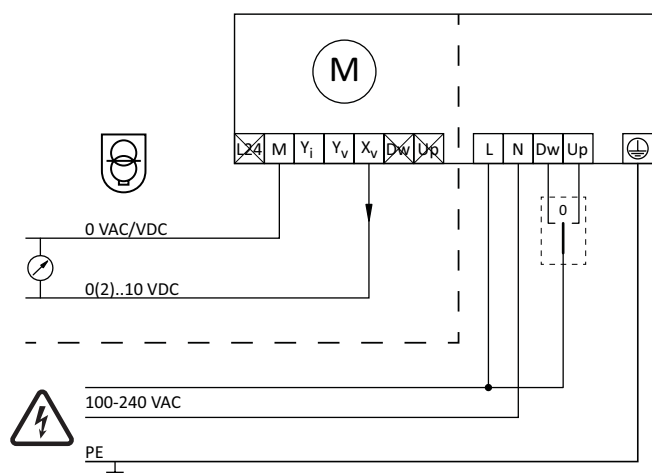 M
L24 M Yi Yv Xv Dw Up L N Dw Up
0
0 VAC/VDC
0(2)..10 VDC
100-240 VAC
PE